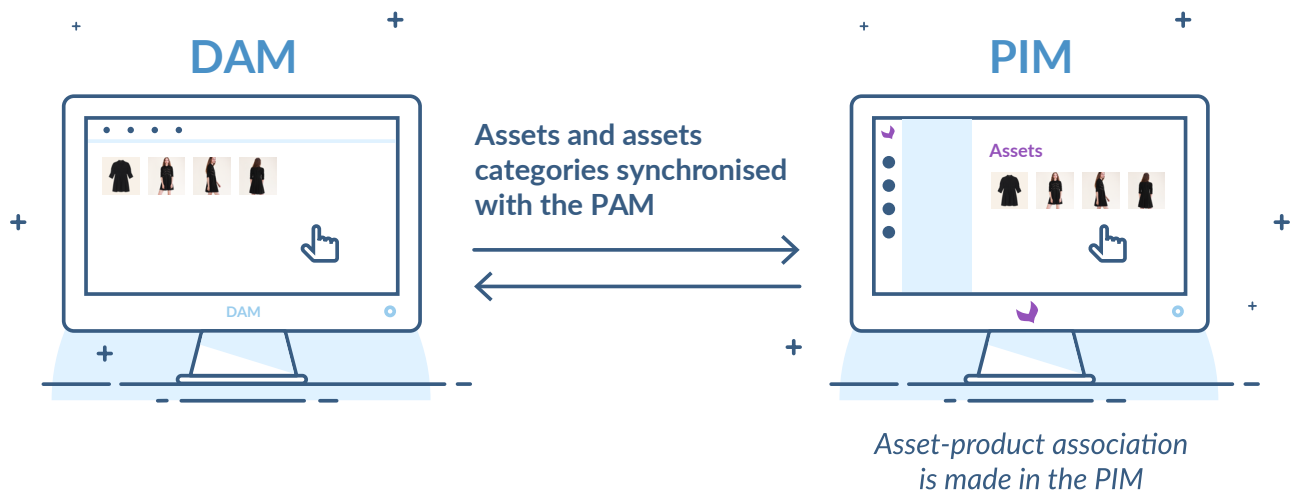 DAM
PIM
Assets and assets
categories synchronised
with the PAM
Assets
DAM
Asset-product association
is made in the PIM